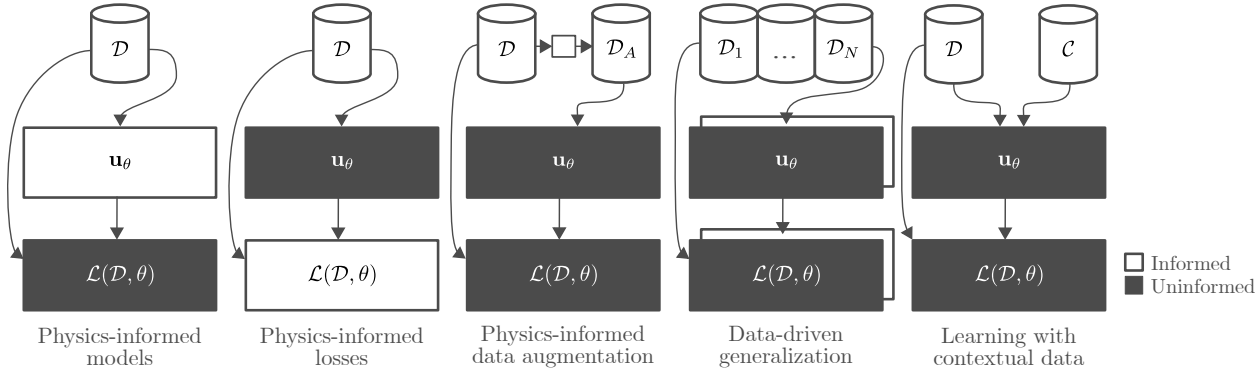 𝒟
𝒟
𝒟
𝒟_A
𝒟_1
...
𝒟_N
𝒟
𝒞
u_θ
u_θ
u_θ
u_θ
u_θ
ℒ(𝒟, θ)
ℒ(𝒟, θ)
ℒ(𝒟, θ)
ℒ(𝒟, θ)
ℒ(𝒟, θ)
Informed
Uninformed
Physics-informed
models
Physics-informed
losses
Physics-informed
data augmentation
Data-driven
generalization
Learning with
contextual data